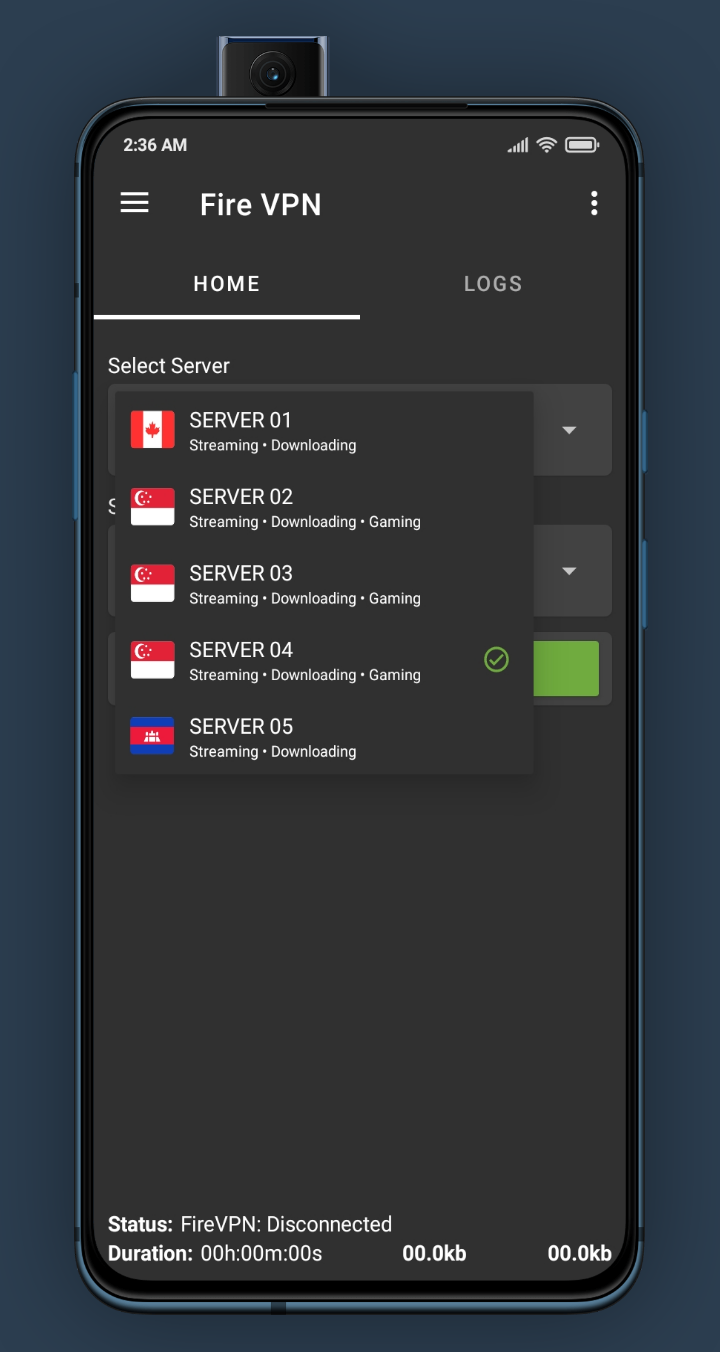 2:36 AM
Fire VPN
HOME LOGS
Select Server
SERVER 01
Streaming • Downloading
S
SERVER 02
Streaming • Downloading • Gaming
SERVER 03
Streaming • Downloading • Gaming
SERVER 04
Streaming • Downloading • Gaming
SERVER 05
Streaming • Downloading
Status: FireVPN: Disconnected
Duration: 00h:00m:00s 00.0kb 00.0kb